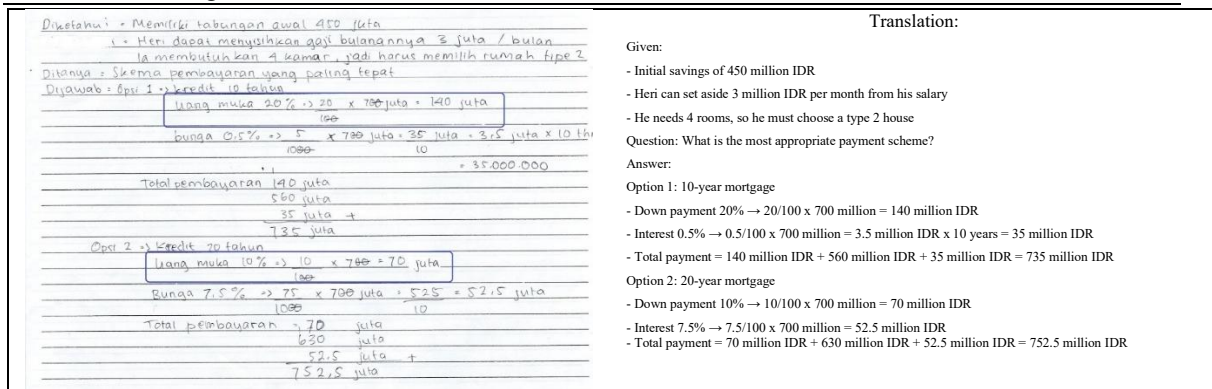 Diketahui : - Memiliki tabungan awal 450 juta
- Heri dapat menyisihkan gaji bulanannya 3 juta / bulan
Ia membutuhkan 4 kamar, jadi harus memilih rumah tipe 2
Ditanya = Skema pembayaran yang paling tepat
Dijawab = Opsi 1 => kredit 10 tahun
Uang muka 20% => 20/100 x 700 juta = 140 juta
bunga 0.5% => 5/1000 x 700 juta = 35/10 juta = 3,5 juta x 10 th
= 35.000.000
Total pembayaran 140 juta
560 juta
35 juta +
735 juta
Opsi 2 => kredit 20 tahun
Uang muka 10% => 10/100 x 700 = 70 juta
Bunga 7,5% => 75/1000 x 700 juta = 525/10 = 52,5 juta
Total pembayaran = 70 juta
630 juta
52.5 juta +
752,5 juta
Translation:
Given:
- Initial savings of 450 million IDR
- Heri can set aside 3 million IDR per month from his salary
- He needs 4 rooms, so he must choose a type 2 house
Question: What is the most appropriate payment scheme?
Answer:
Option 1: 10-year mortgage
- Down payment 20% → 20/100 x 700 million = 140 million IDR
- Interest 0.5% → 0.5/100 x 700 million = 3.5 million IDR x 10 years = 35 million IDR
- Total payment = 140 million IDR + 560 million IDR + 35 million IDR = 735 million IDR
Option 2: 20-year mortgage
- Down payment 10% → 10/100 x 700 million = 70 million IDR
- Interest 7.5% → 7.5/100 x 700 million = 52.5 million IDR
- Total payment = 70 million IDR + 630 million IDR + 52.5 million IDR = 752.5 million IDR